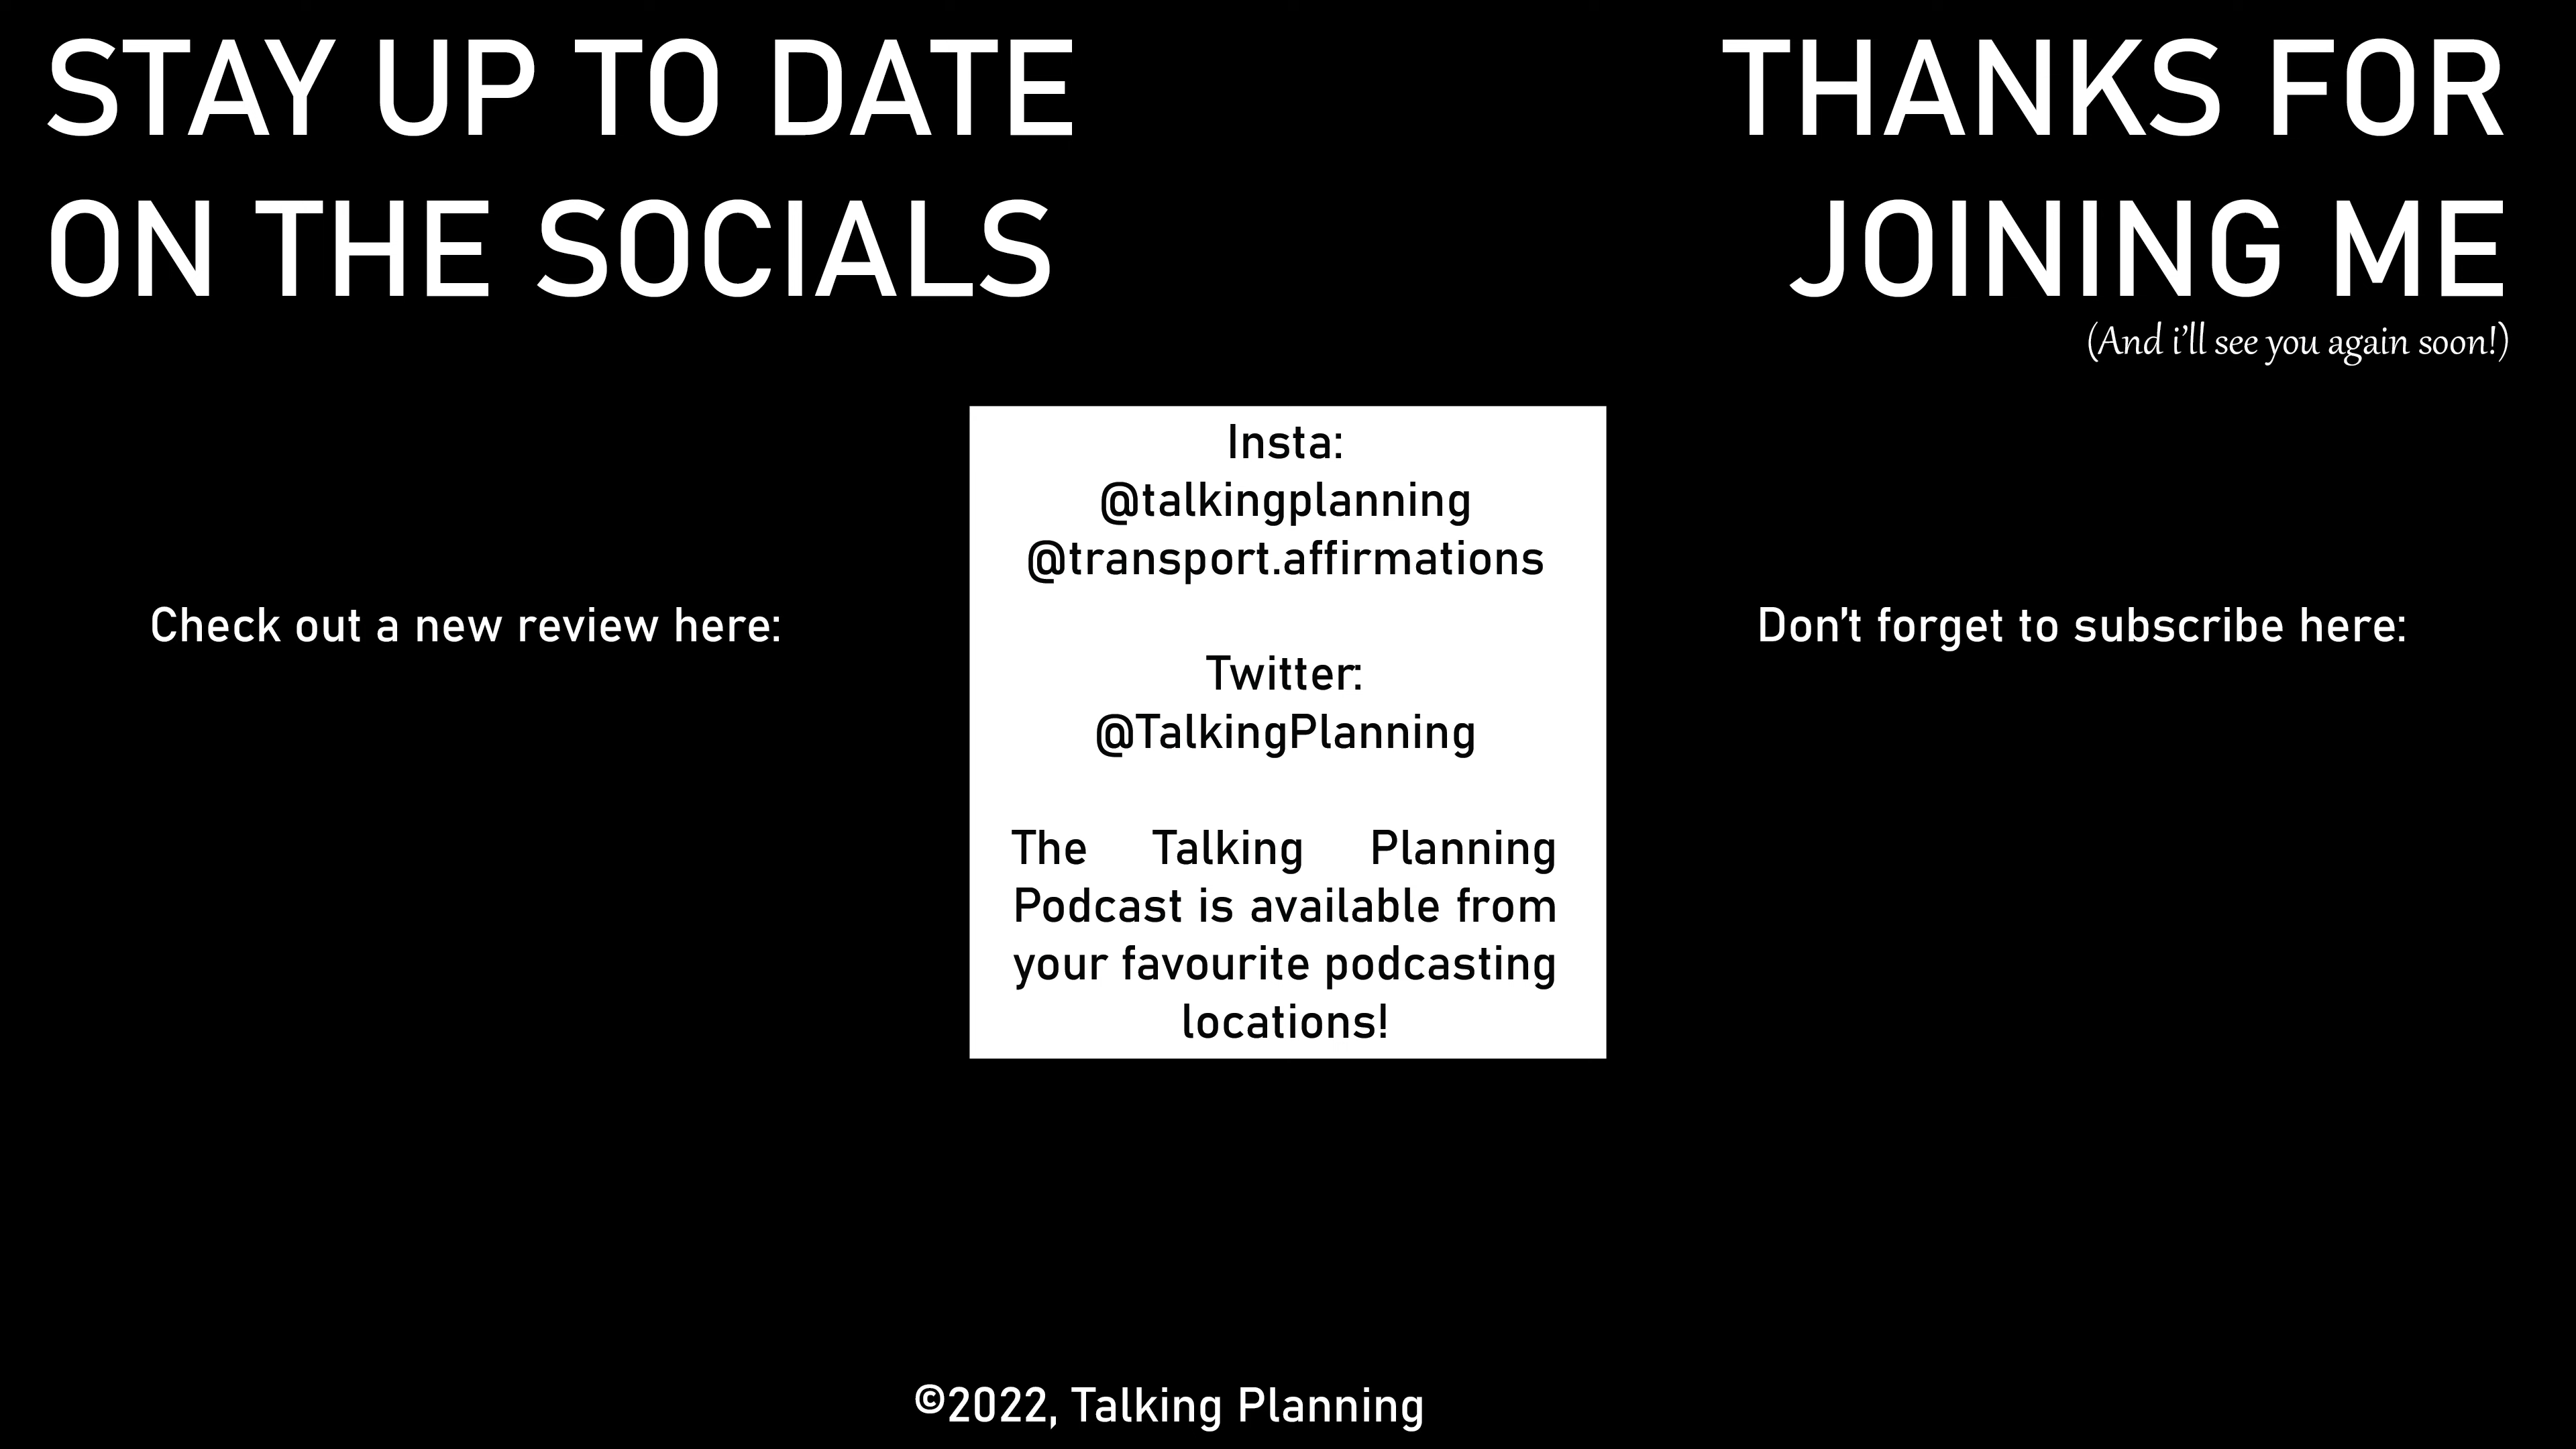 STAY UP TO DATE
ON THE SOCIALS
THANKS FOR
JOINING ME
(And i'll see you again soon!)
Insta:
@talkingplanning
@transport.affirmations
Twitter:
@TalkingPlanning
The Talking Planning
Podcast is available from
your favourite podcasting
locations!
Check out a new review here:
Don't forget to subscribe here:
©2022, Talking Planning